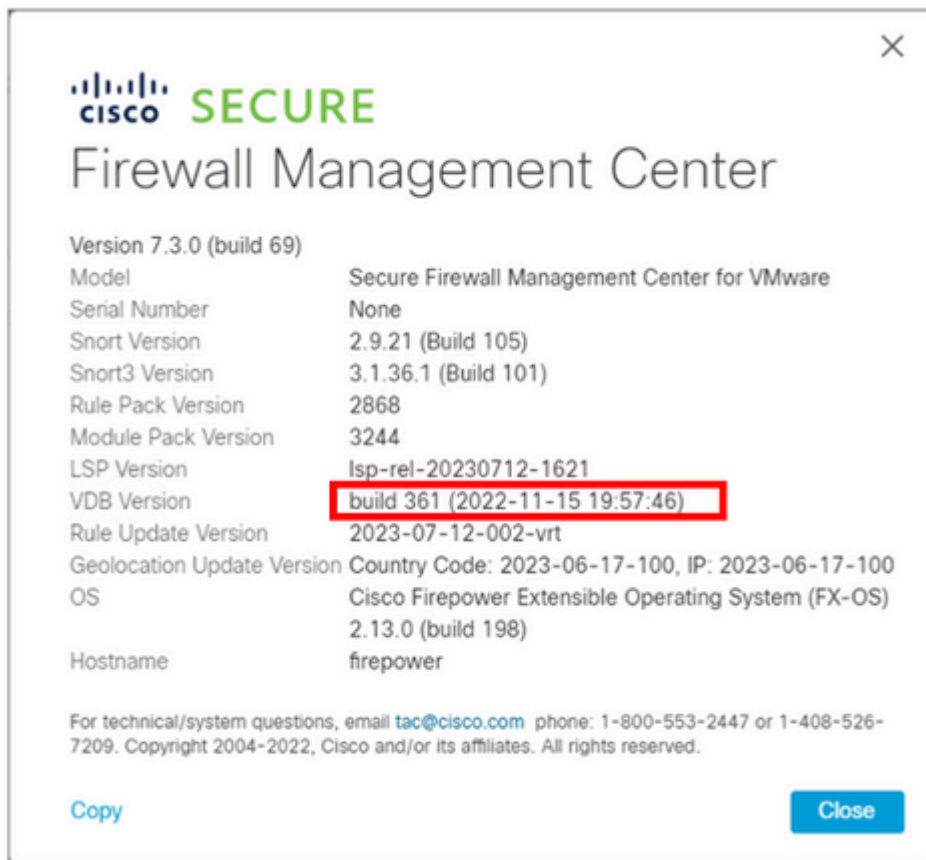 CISCO SECURE
Firewall Management Center
Version 7.3.0 (build 69)
Model Secure Firewall Management Center for VMware
Serial Number None
Snort Version 2.9.21 (Build 105)
Snort3 Version 3.1.36.1 (Build 101)
Rule Pack Version 2868
Module Pack Version 3244
LSP Version lsp-rel-20230712-1621
VDB Version build 361 (2022-11-15 19:57:46)
Rule Update Version 2023-07-12-002-vrt
Geolocation Update Version Country Code: 2023-06-17-100, IP: 2023-06-17-100
OS Cisco Firepower Extensible Operating System (FX-OS)
2.13.0 (build 198)
Hostname firepower
For technical/system questions, email tac@cisco.com phone: 1-800-553-2447 or 1-408-526-
7209. Copyright 2004-2022, Cisco and/or its affiliates. All rights reserved.
Copy Close